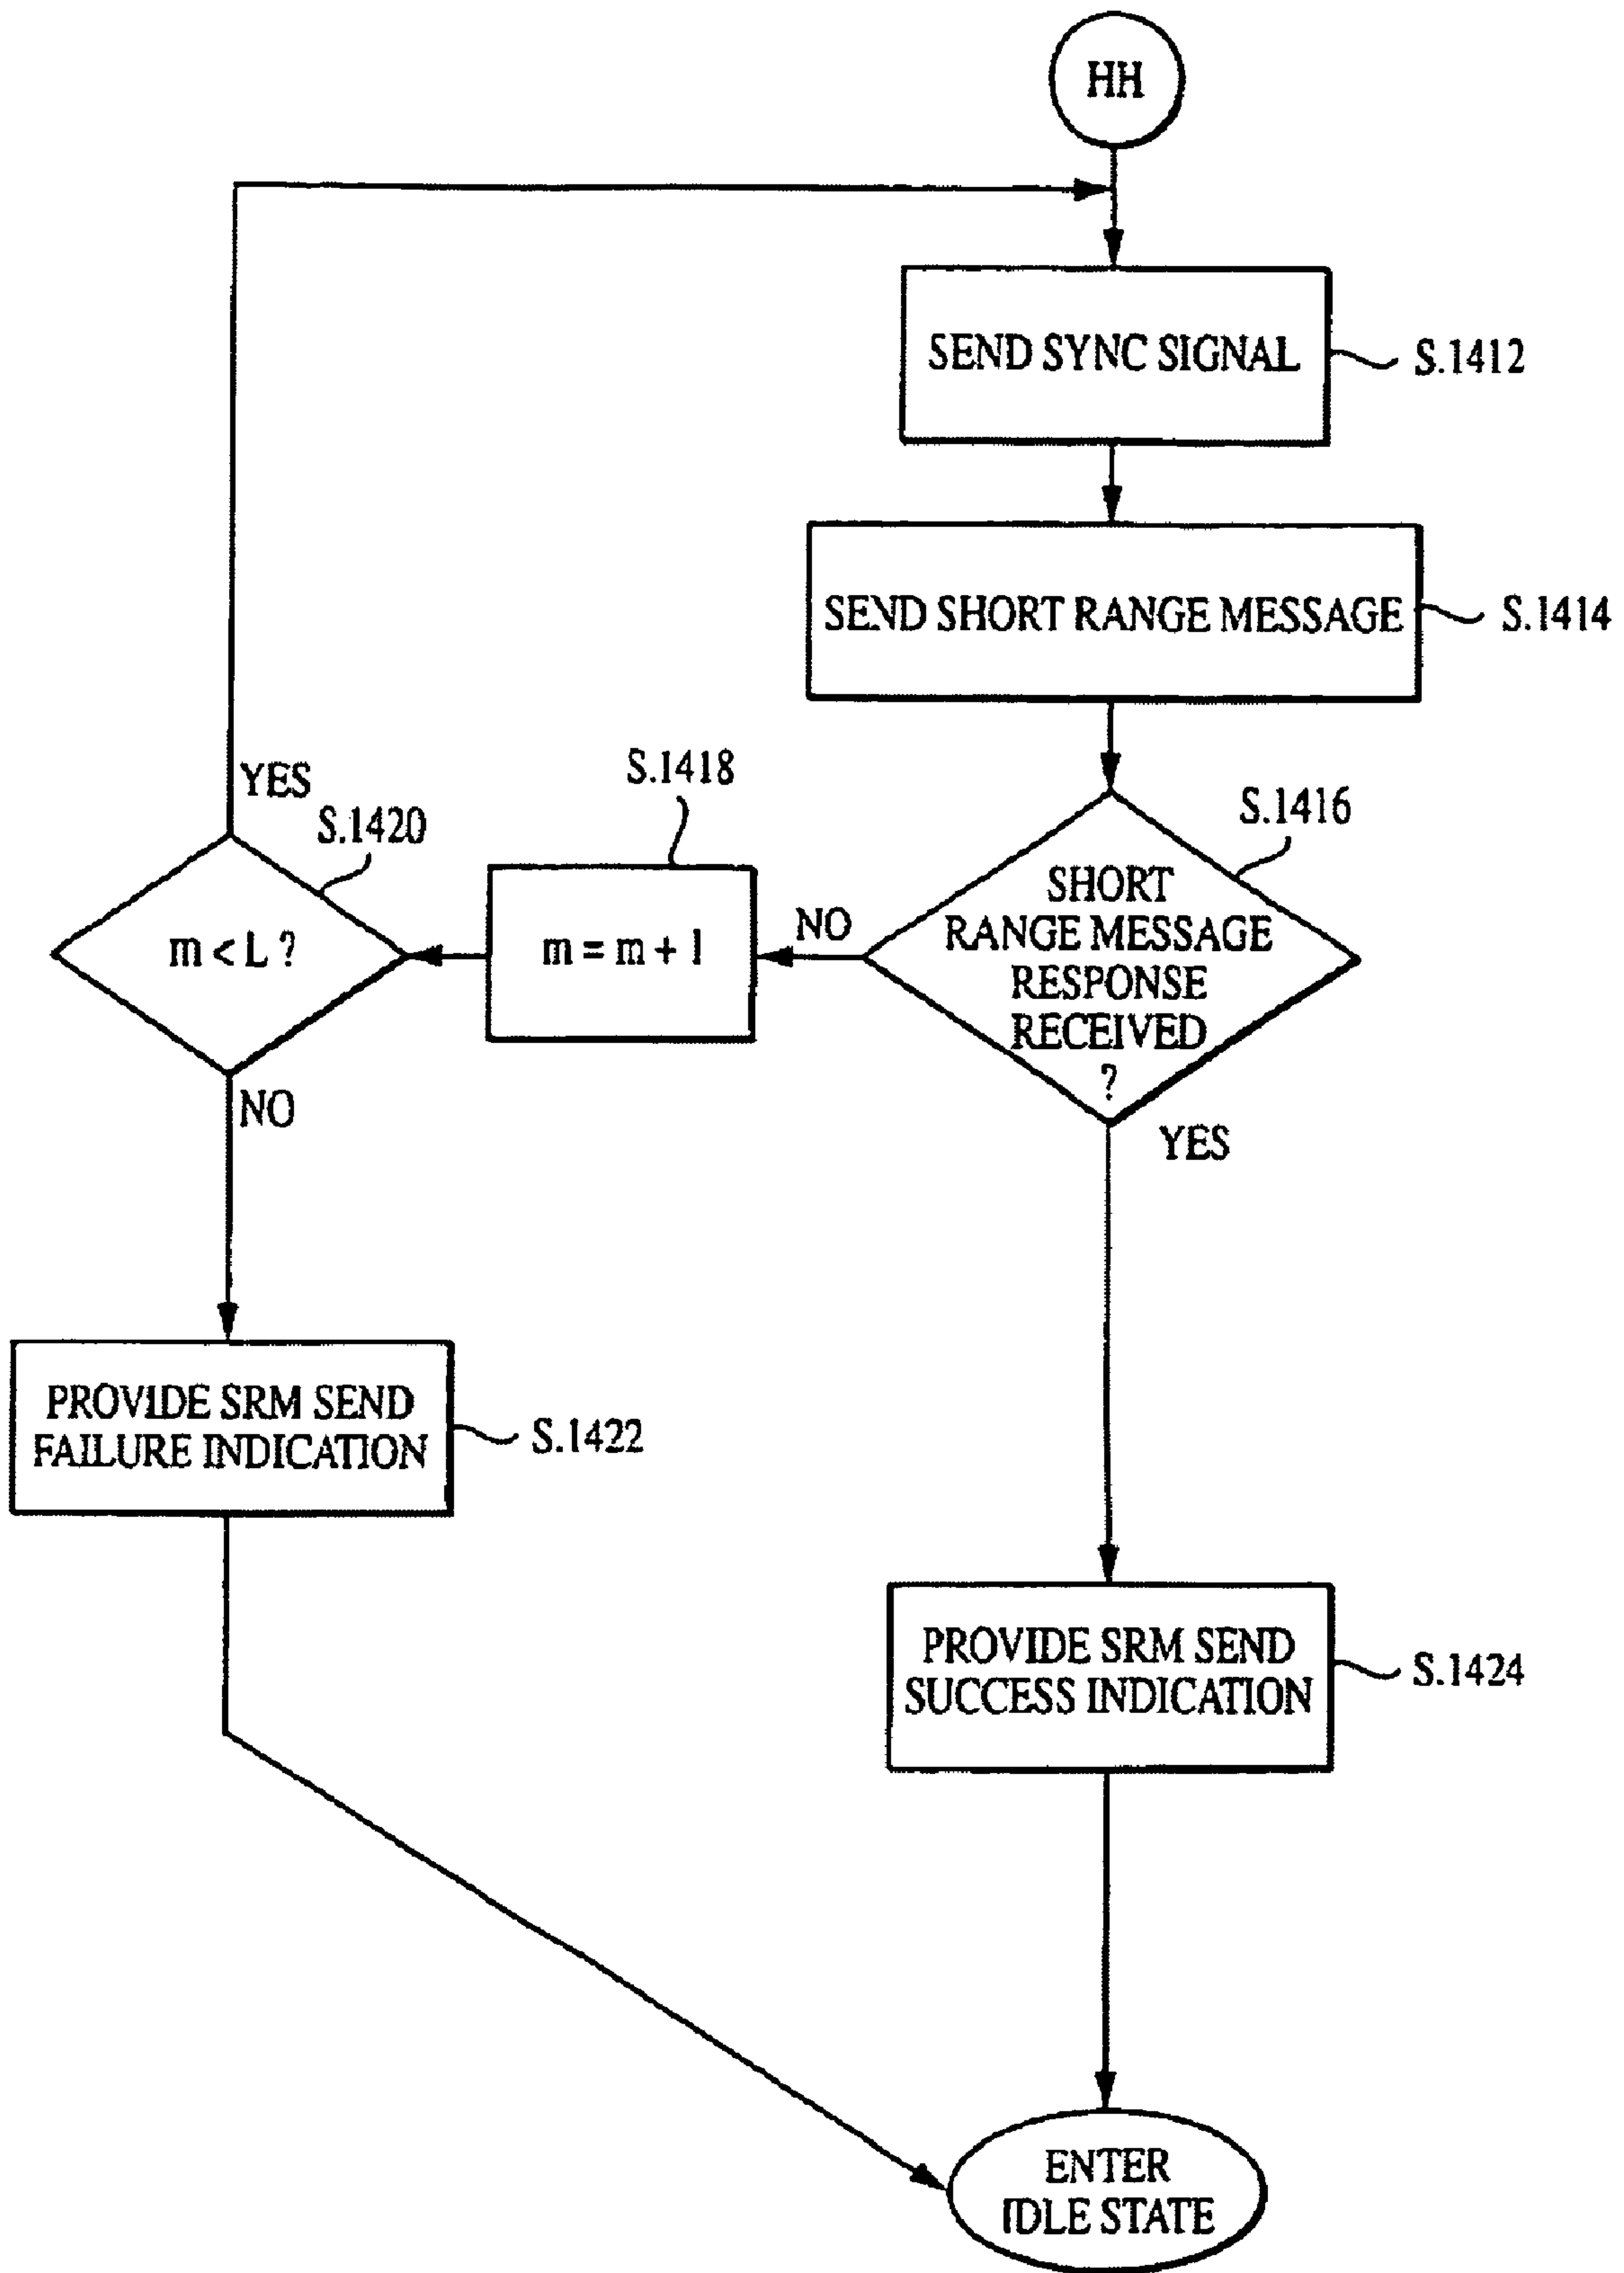 HH
SEND SYNC SIGNAL
S.1412
SEND SHORT RANGE MESSAGE
S.1414
SHORT
RANGE MESSAGE
RESPONSE
RECEIVED
?
S.1416
NO
YES
m = m + 1
S.1418
m < L ?
S.1420
YES
NO
PROVIDE SRM SEND
FAILURE INDICATION
S.1422
PROVIDE SRM SEND
SUCCESS INDICATION
S.1424
ENTER
IDLE STATE